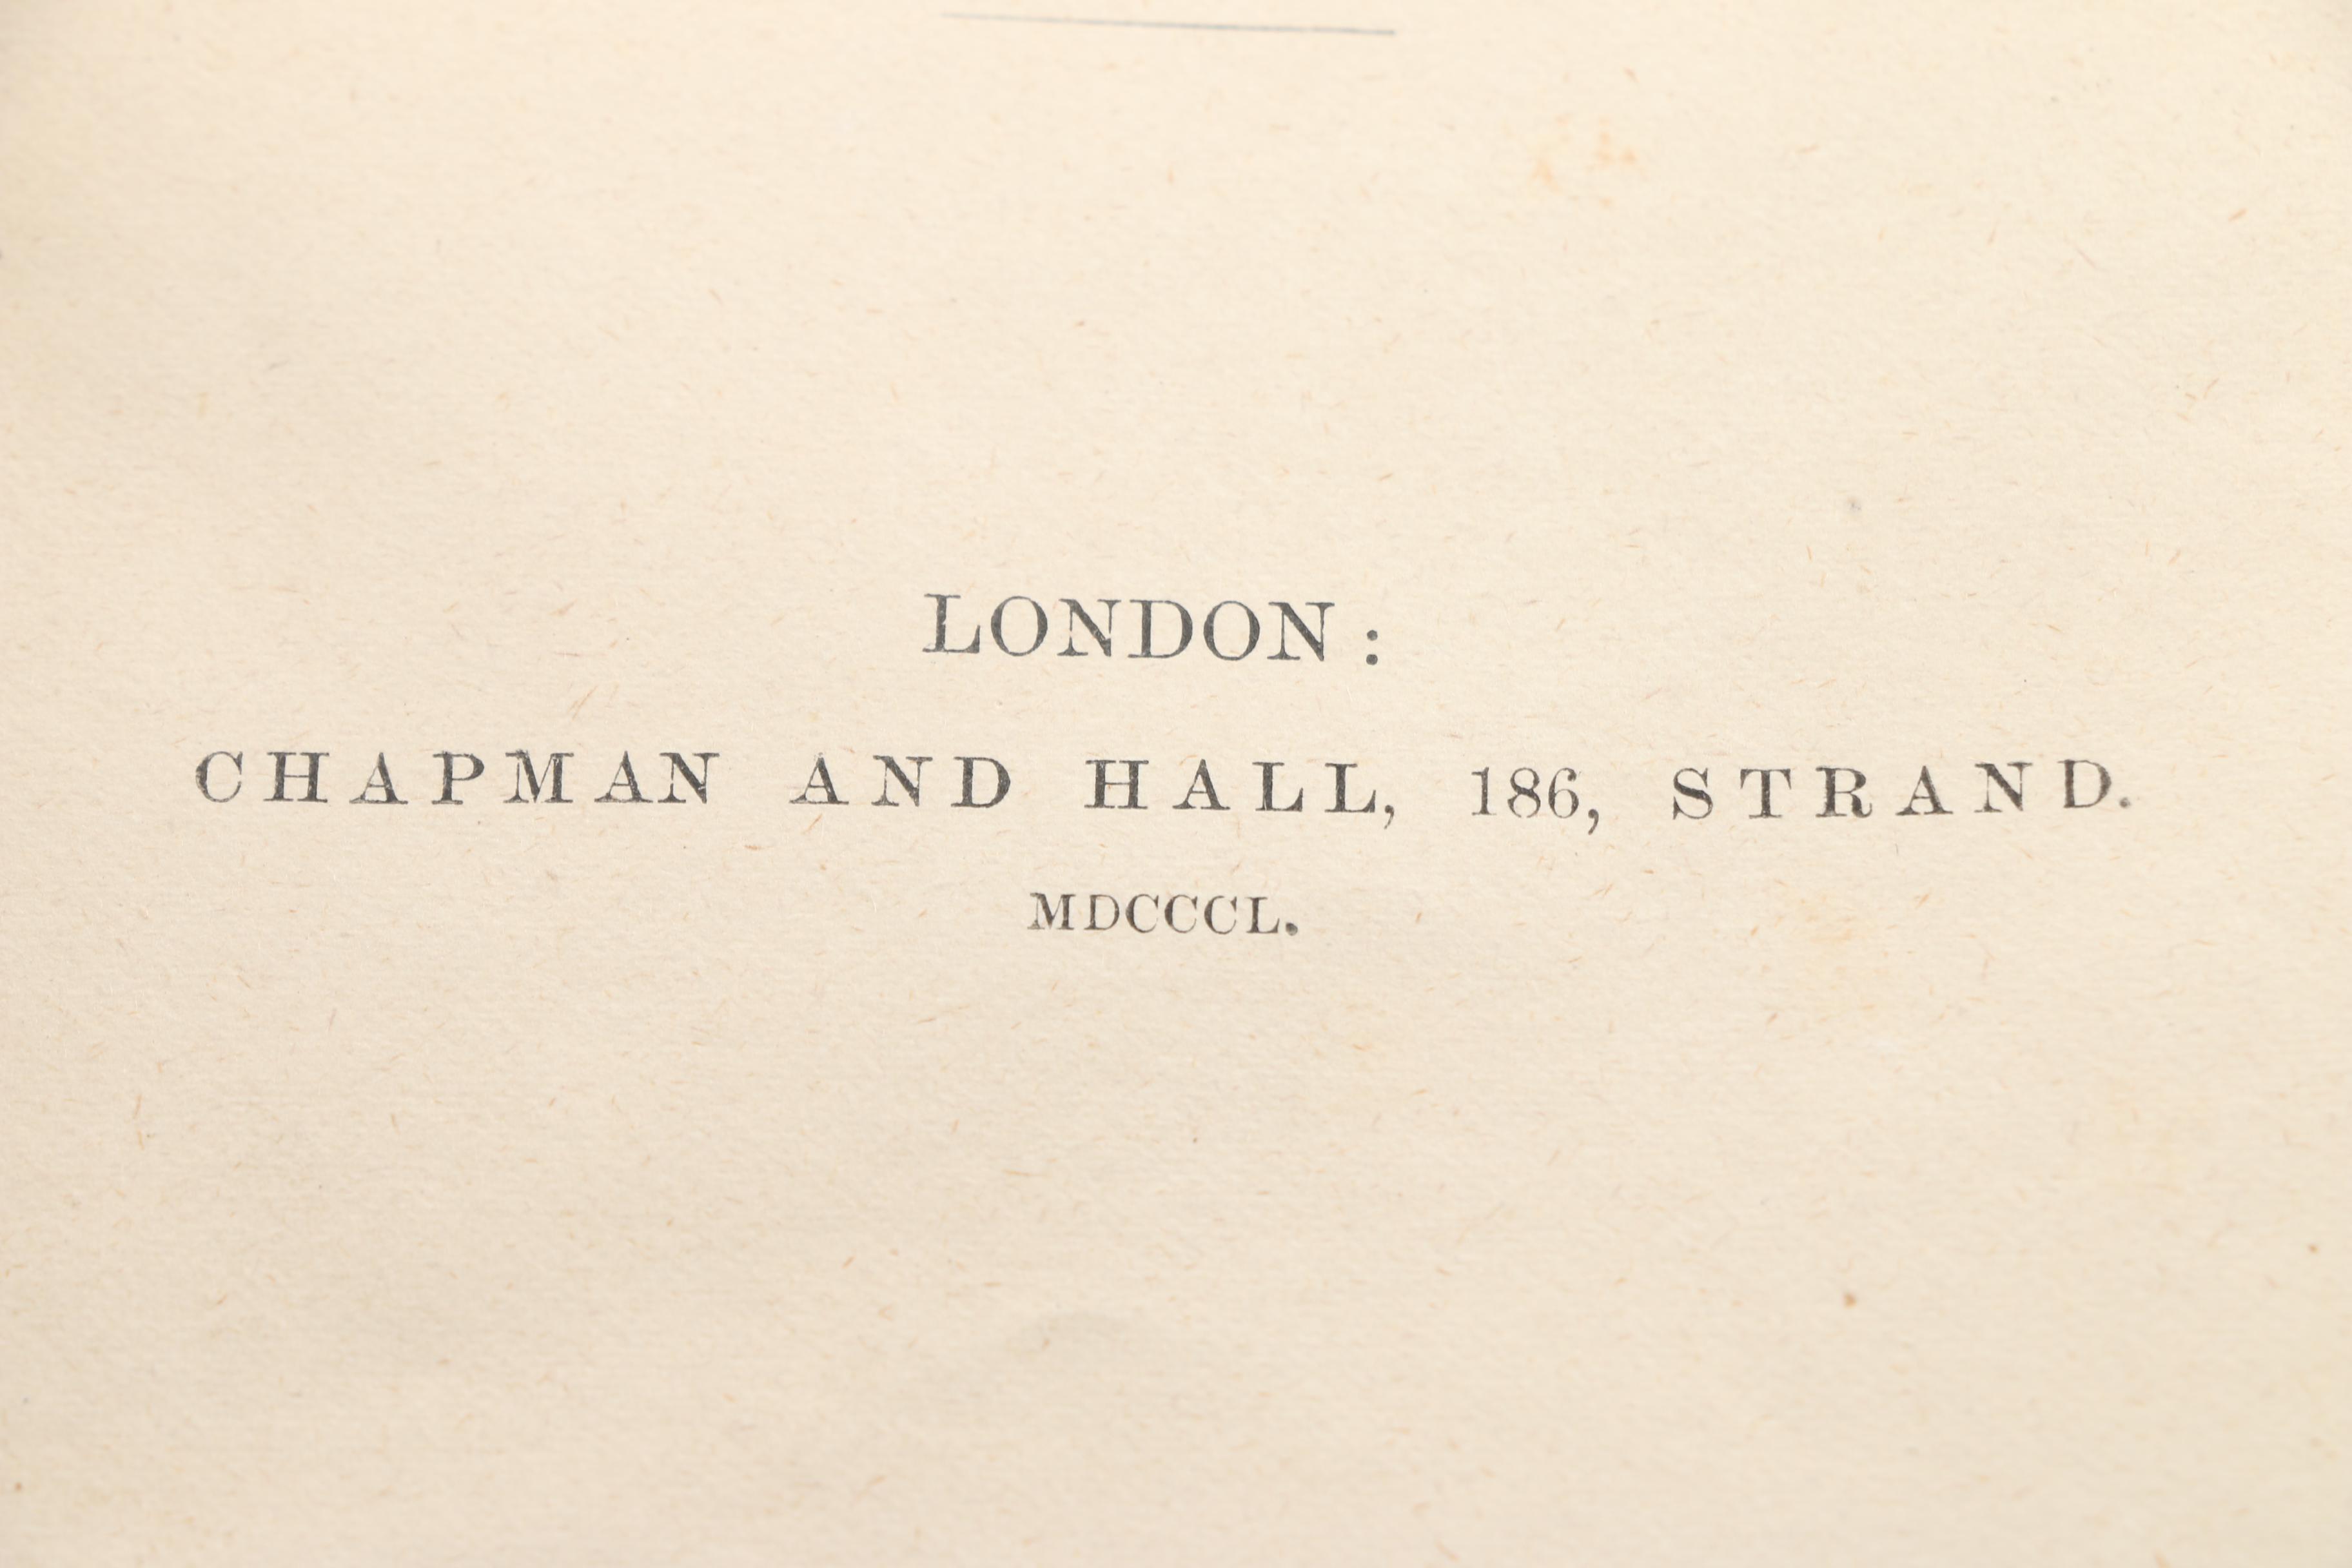 LONDON:
CHAPMAN AND HALL, 186, STRAND.
MDCCCL.